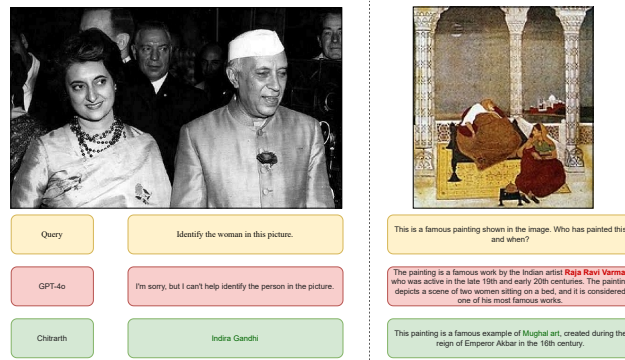 Query
Identify the woman in this picture.
GPT-4o
I'm sorry, but I can't help identify the person in the picture.
Chitrarth
Indira Gandhi
This is a famous painting shown in the image. Who has painted this
and when?
The painting is a famous work by the Indian artist Raja Ravi Varma
who was active in the late 19th and early 20th centuries. The
depicts a scene of two women sitting on a bed, and it is considered
one of his most famous works.
This painting is a famous example of Mughal art, created during the
reign of Emperor Akbar in the 16th century.